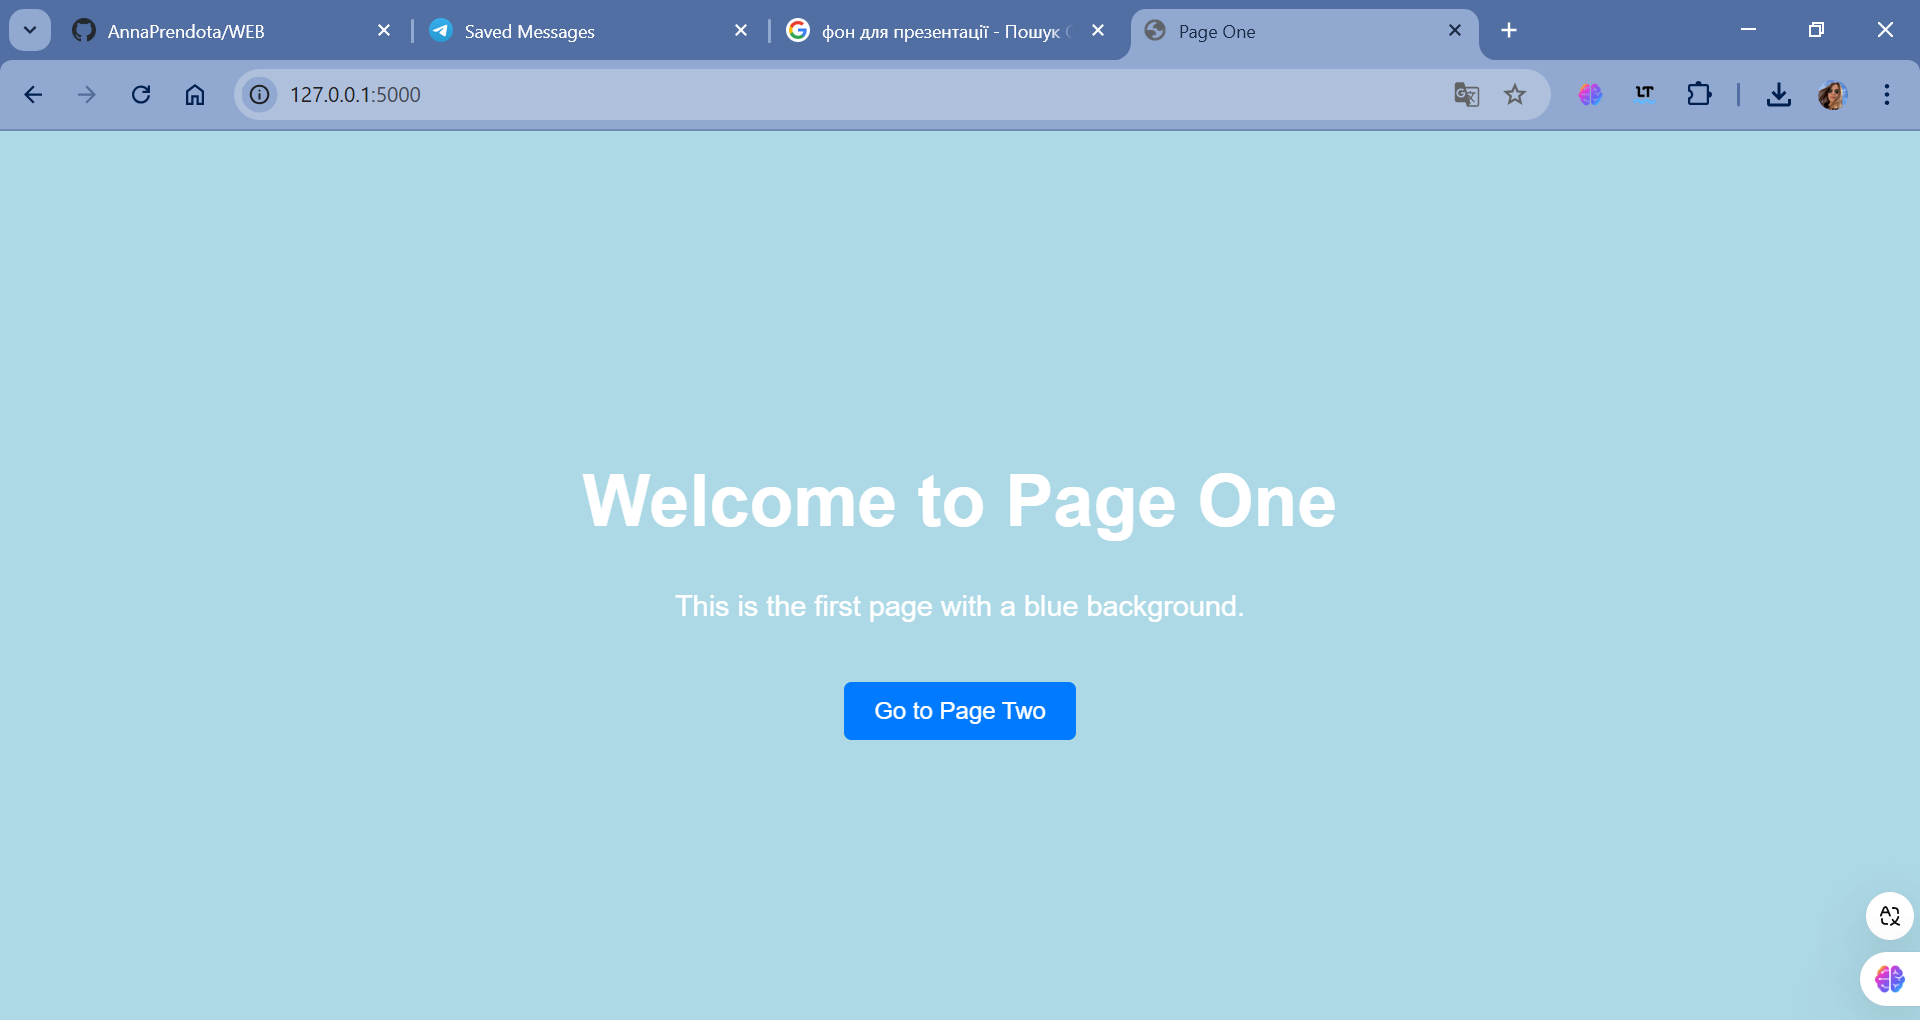 AnnaPrendota/WEB
Saved Messages
фон для презентації - Пошук
Page One
127.0.0.1:5000
LT
Welcome to Page One
This is the first page with a blue background.
Go to Page Two